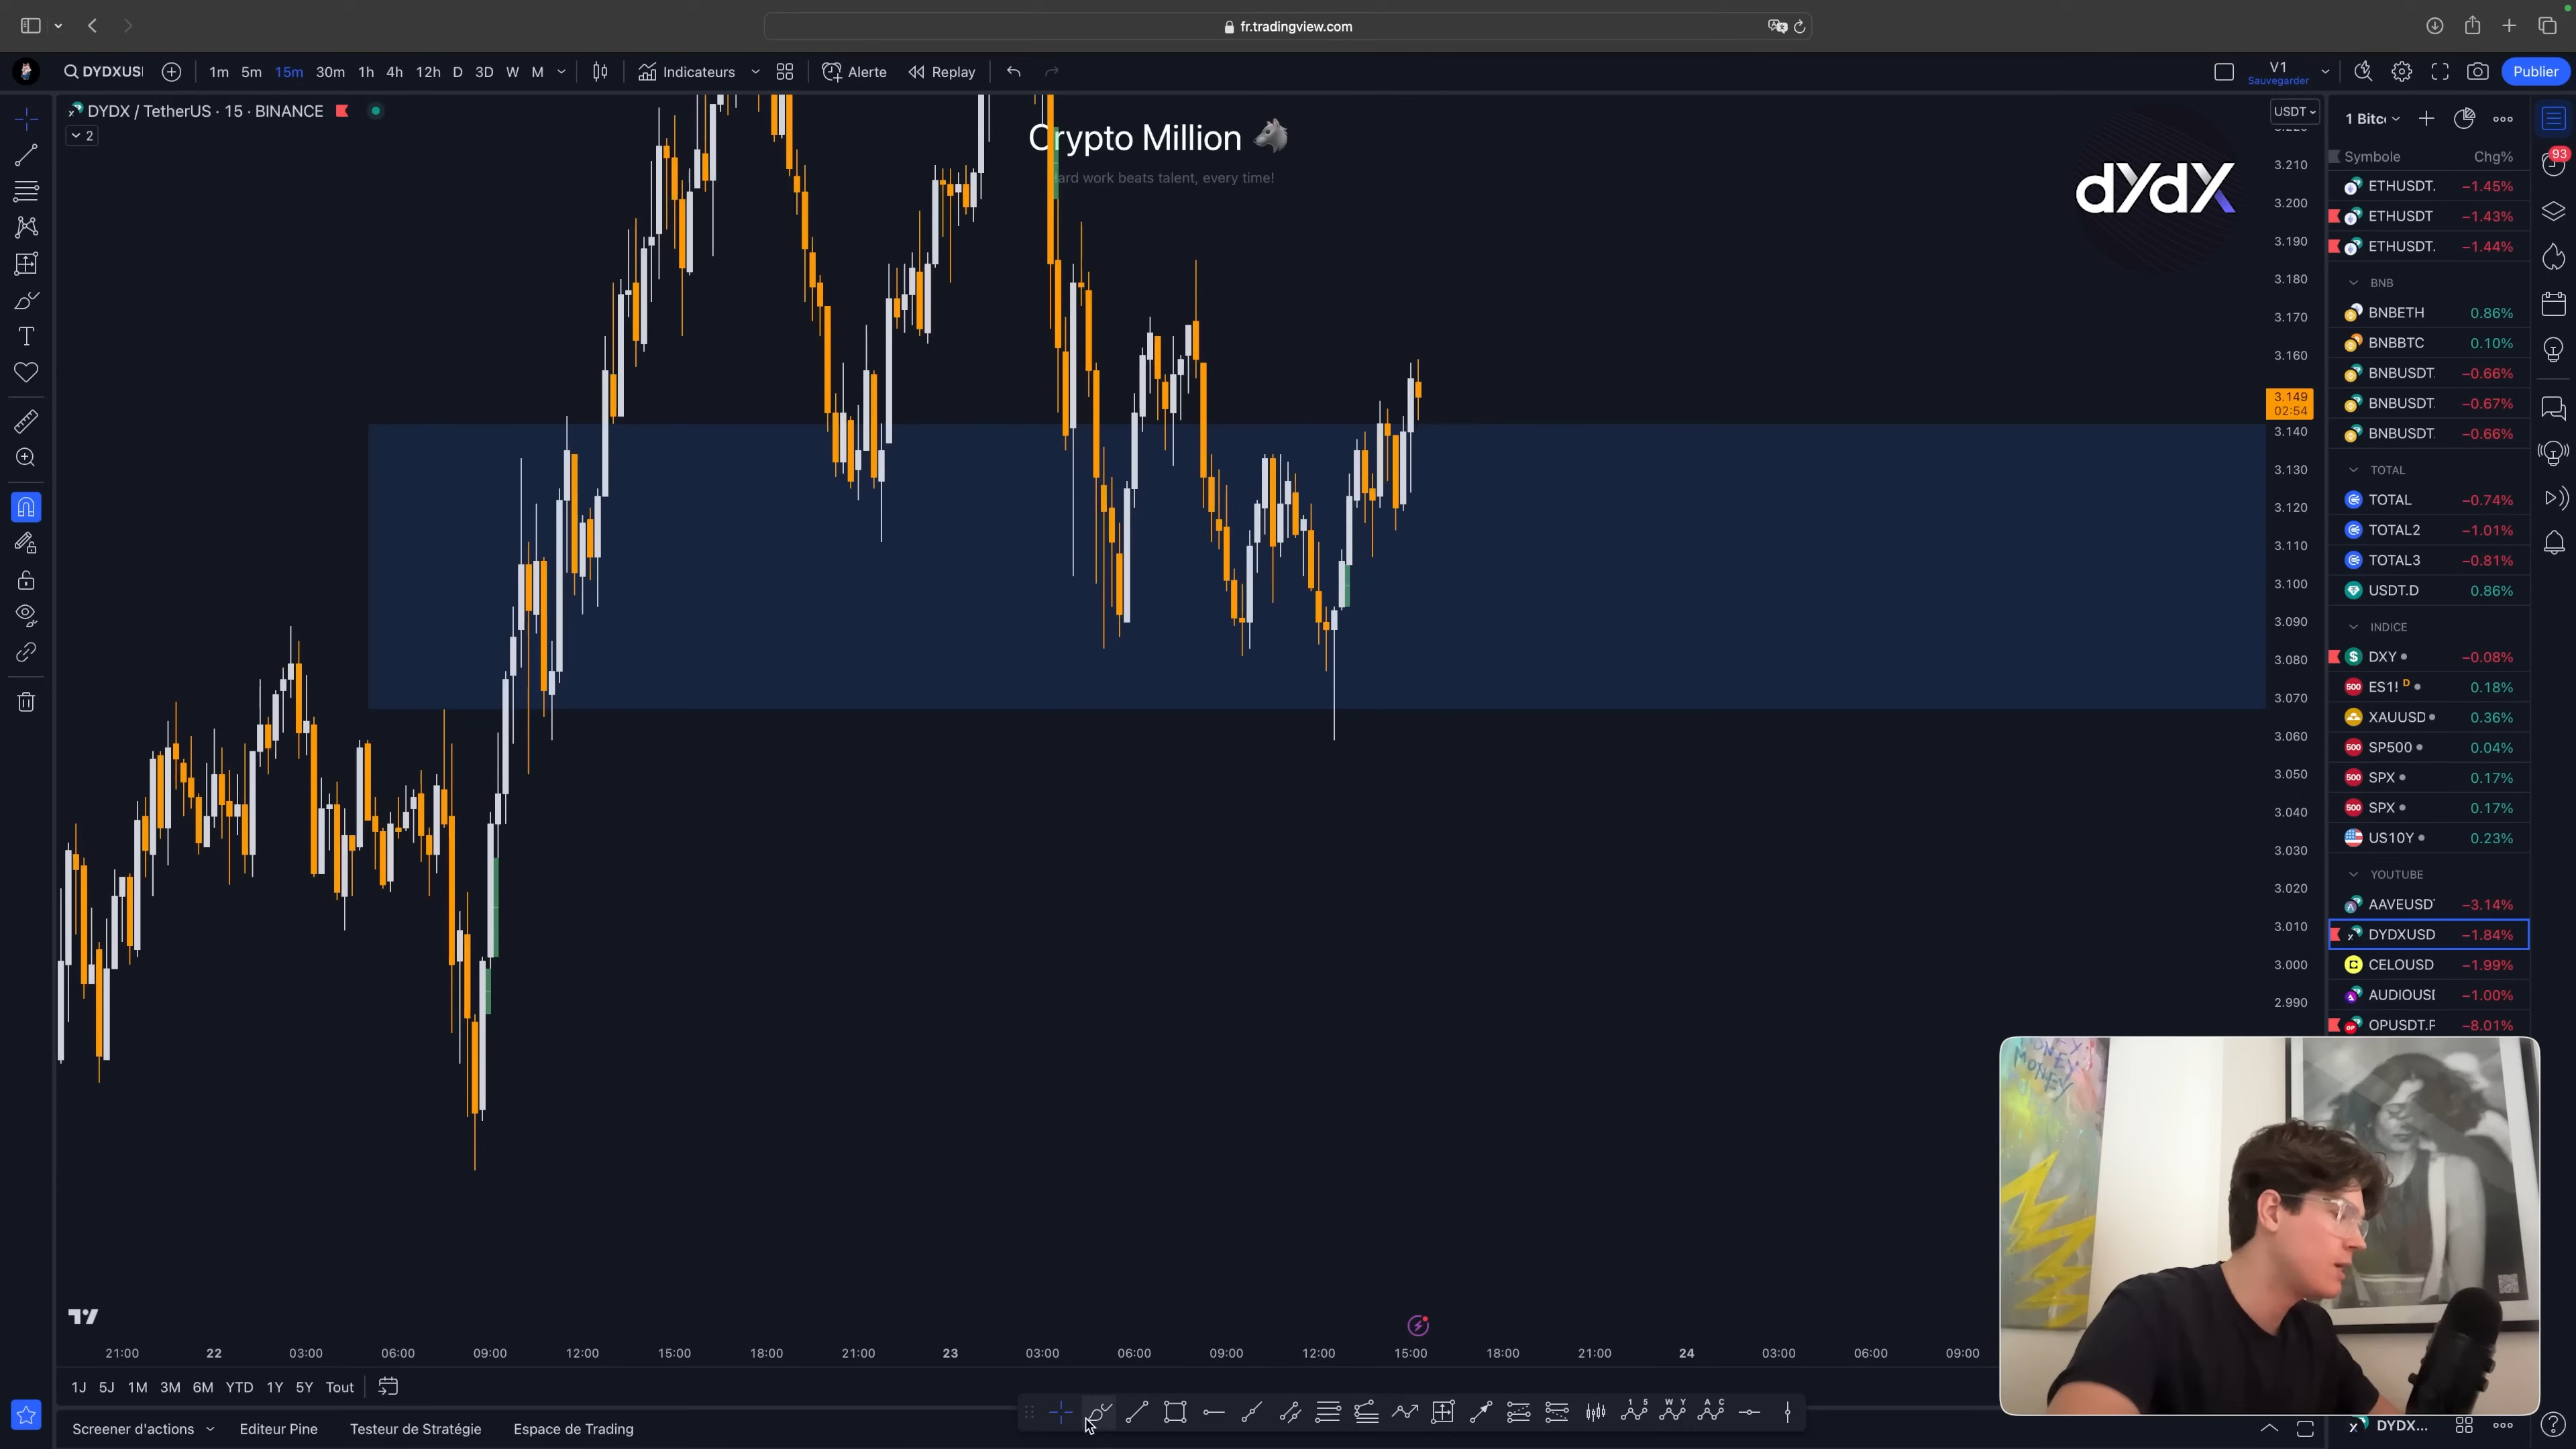 fr.tradingview.com
DYDXUS
1m 5m 15m 30m 1h 4h 12h D 3D W M
Indicateurs
Alerte
Replay
V1
Sauvegarder
Publier
DYDX / TetherUS · 15 · BINANCE
2
Crypto Million
ard work beats talent, every time!
dYdX
USDT
3.210
3.200
3.190
3.180
3.170
3.160
3.149
02:54
3.140
3.130
3.120
3.110
3.100
3.090
3.080
3.070
3.060
3.050
3.040
3.030
3.020
3.010
3.000
2.990
1 Bitc
93
Symbole Chg%
ETHUSDT. −1.45%
ETHUSDT −1.43%
ETHUSDT. −1.44%
BNB
BNBETH 0.86%
BNBBTC 0.10%
BNBUSDT −0.66%
BNBUSDT −0.67%
BNBUSDT −0.66%
TOTAL
TOTAL −0.74%
TOTAL2 −1.01%
TOTAL3 −0.81%
USDT.D 0.86%
INDICE
DXY −0.08%
500 ES1! D 0.18%
XAUUSD 0.36%
500 SP500 0.04%
500 SPX 0.17%
500 SPX 0.17%
US10Y 0.23%
YOUTUBE
AAVEUSD −3.14%
DYDXUSD −1.84%
CELOUSD −1.99%
AUDIOUS −1.00%
OPUSDT.P −8.01%
MONEY
21:00 22 03:00 06:00 09:00 12:00 15:00 18:00 21:00 23 03:00 06:00 09:00 12:00 15:00 18:00 21:00 24 03:00 06:00 09:00
1J 5J 1M 3M 6M YTD 1Y 5Y Tout
Screener d'actions Editeur Pine Testeur de Stratégie Espace de Trading
DYDX...